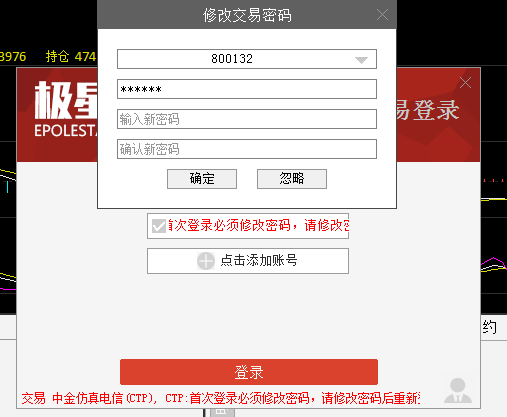 修改交易密码
3976 持仓 474
800132
******
极星
易登录
EPOLESTA
输入新密码
确认新密码
确定 忽略
首次登录必须修改密码，请修改密
点击添加账号
约
登录
交易 中金仿真电信(CTP), CTP:首次登录必须修改密码，请修改密码后重新